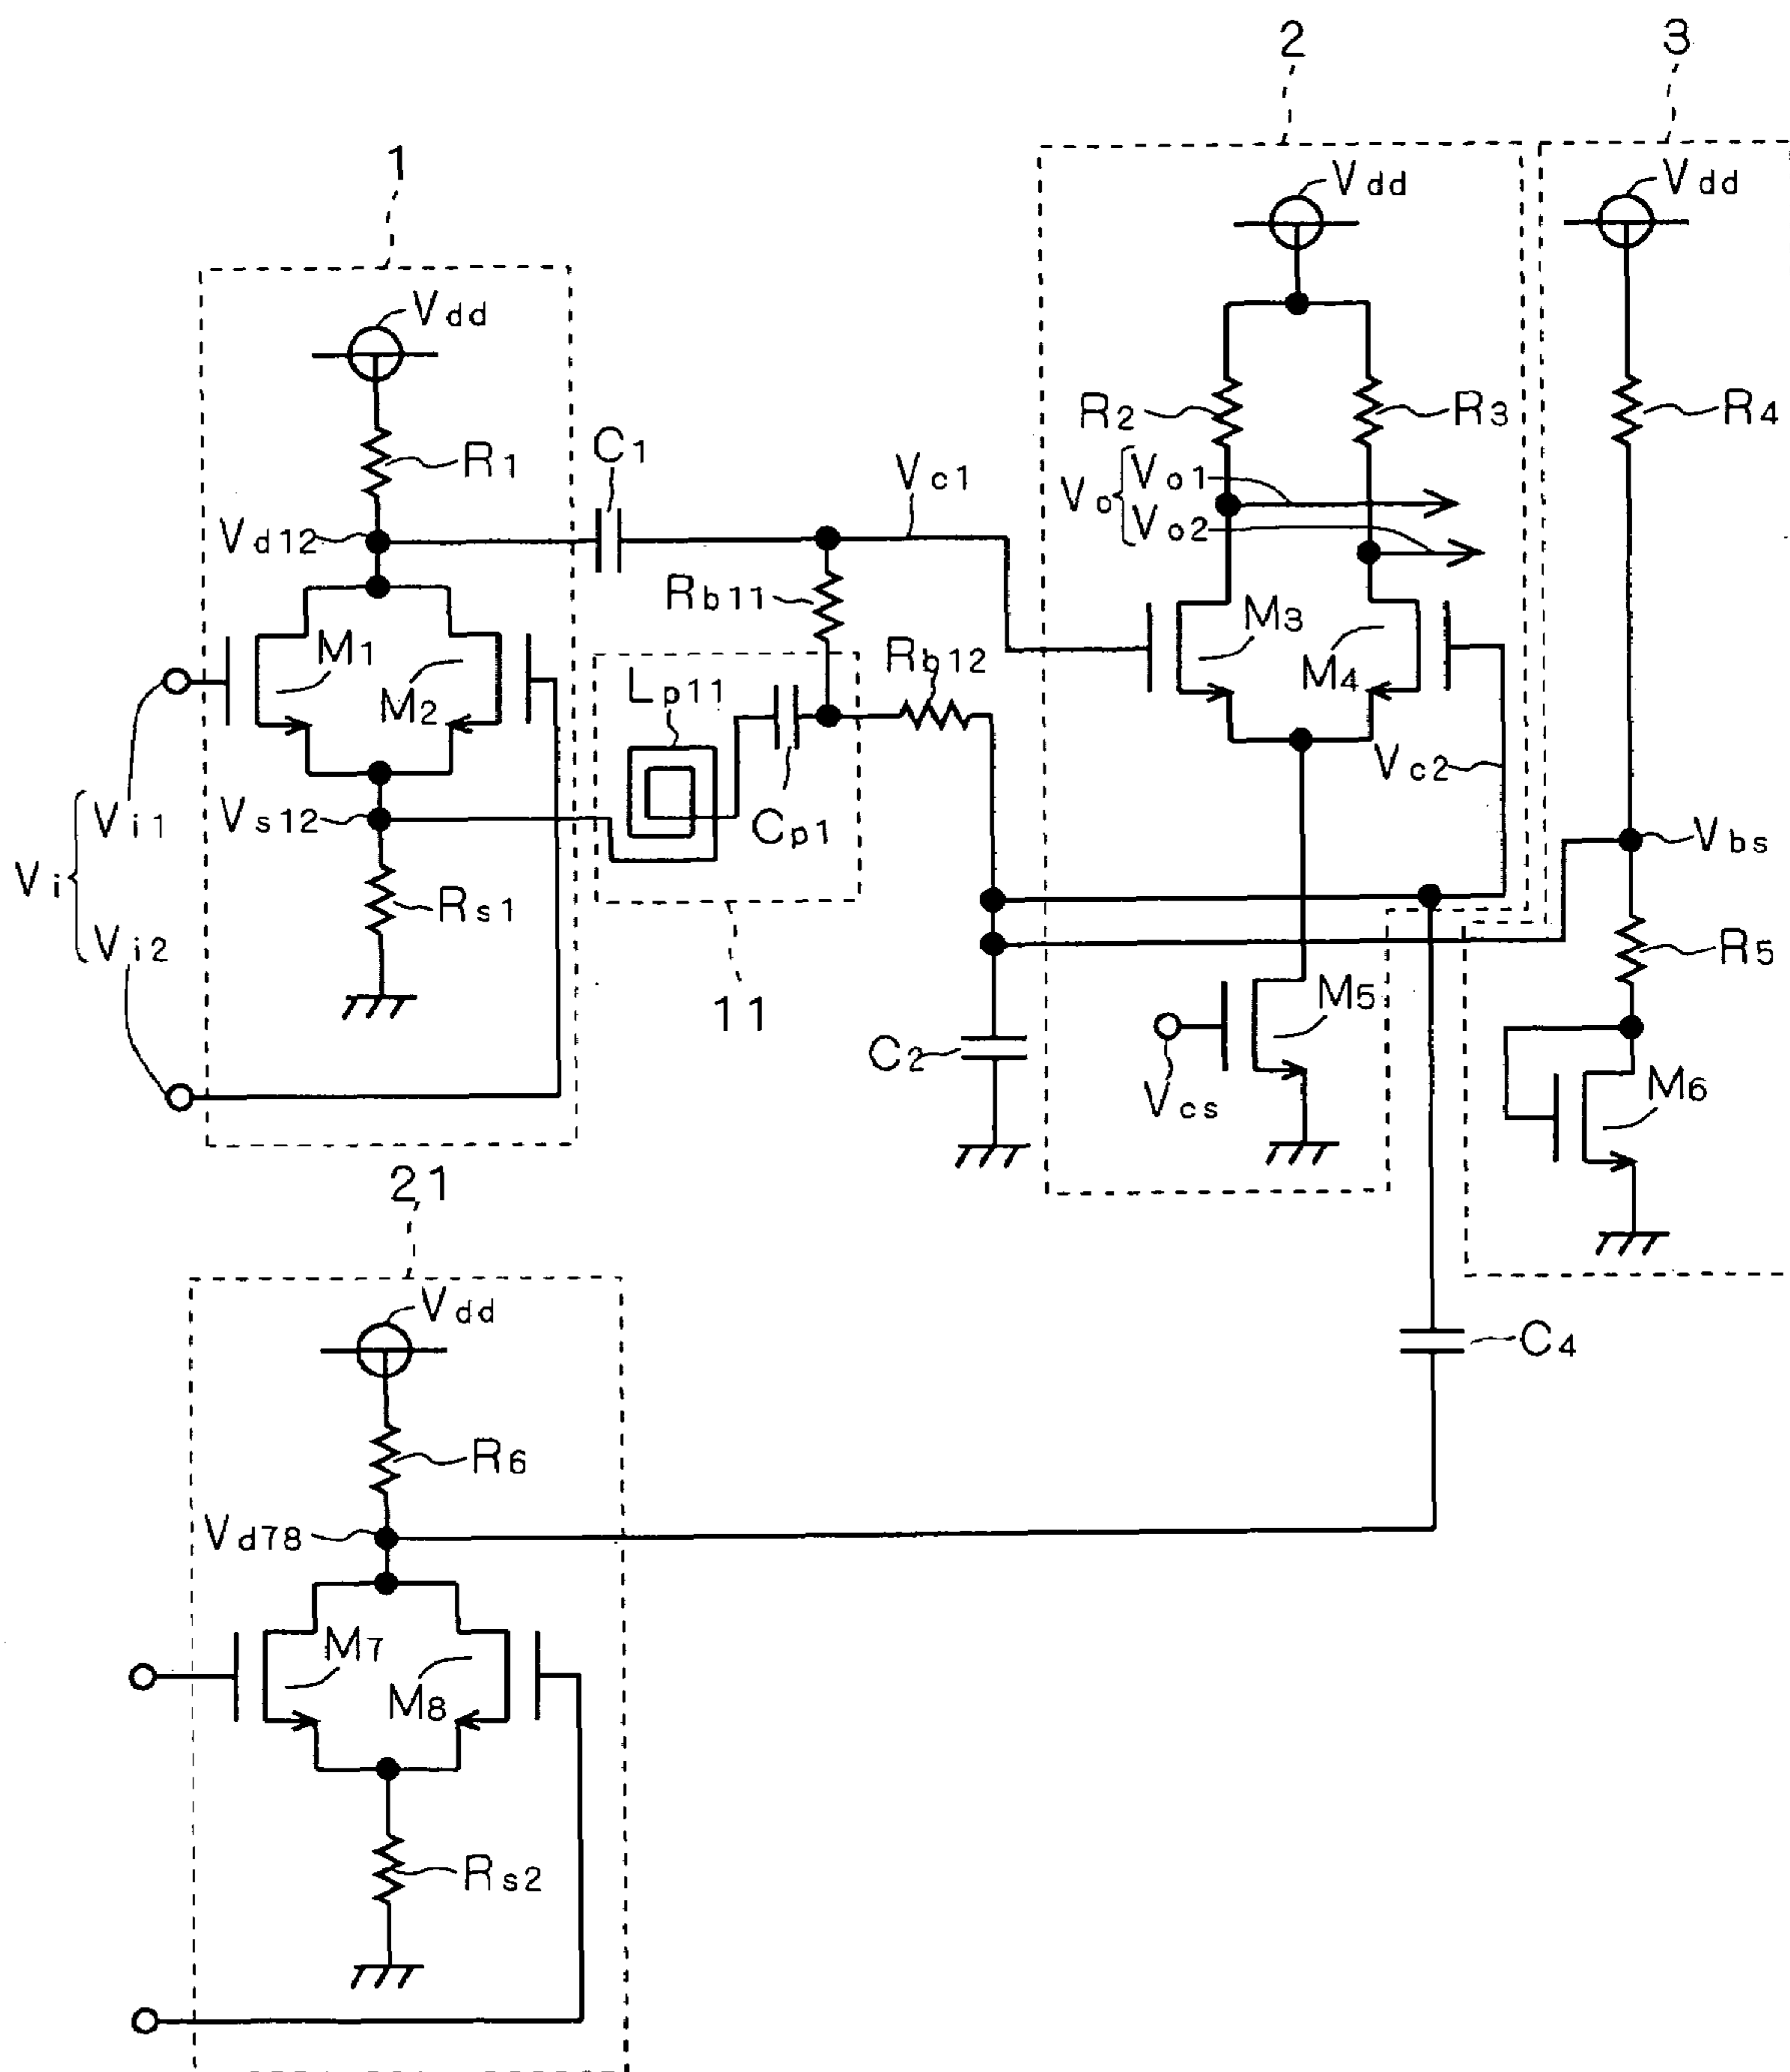 2
3
1
Vdd
Vdd
Vdd
R1
C1
Vc1
R2
R3
R4
Vo
Vo1
Vo2
Vd12
Rb11
M1
M2
Lp11
Rb12
M3
M4
Vi
Vi1
Vs12
Cp1
Vc2
Vbs
Rs1
Vi2
11
R5
C2
M5
Vcs
M6
21
Vdd
C4
R6
Vd78
M7
M8
Rs2